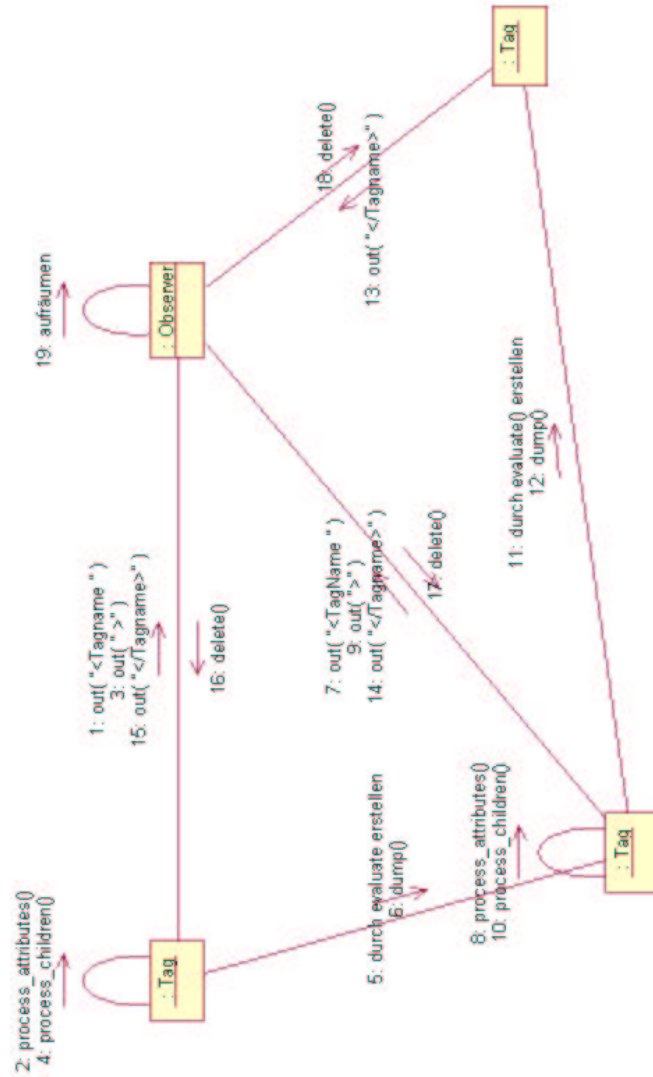 2: process_attributes()
4: process_children()
: Tag
1: out( "<Tagname " )
3: out( ">" )
15: out( "</Tagname>" )
16: delete()
19: aufräumen
: Observer
5: durch evaluate erstellen
6: dump()
7: out( "<TagName " )
9: out( ">" )
14: out( "</Tagname>" )
17: delete()
18: delete()
13: out( "</Tagname>" )
8: process_attributes()
10: process_children()
: Tag
11: durch evaluate() erstellen
12: dump()
: Tag